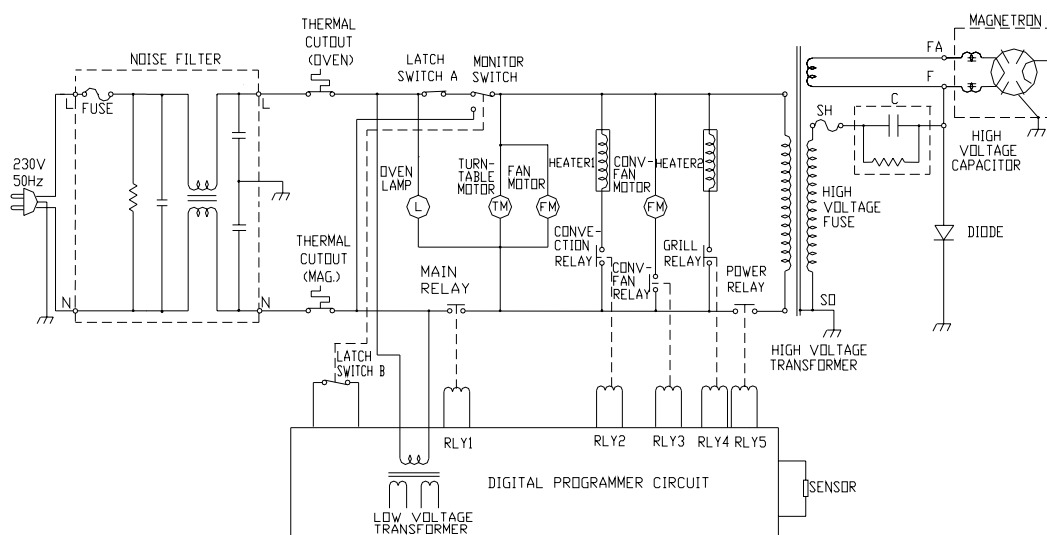 MAGNETRON
THERMAL
CUTOUT
(OVEN)
NOISE FILTER
LATCH
SWITCH A
MONITOR
SWITCH
FA
F
L
FUSE
L
C
SH
HIGH
VOLTAGE
CAPACITOR
230V
50Hz
OVEN
LAMP
TURN-
TABLE
MOTOR
FAN
MOTOR
HEATER1
CONV-
FAN
MOTOR
HEATER2
L
TM
FM
FM
HIGH
VOLTAGE
FUSE
DIODE
THERMAL
CUTOUT
(MAG.)
CONVE-
CTION
RELAY
GRILL
RELAY
MAIN
RELAY
CONV-
FAN
RELAY
POWER
RELAY
N
N
SO
HIGH VOLTAGE
TRANSFORMER
LATCH
SWITCH B
RLY1
RLY2
RLY3
RLY4
RLY5
DIGITAL PROGRAMMER CIRCUIT
SENSOR
LOW VOLTAGE
TRANSFORMER